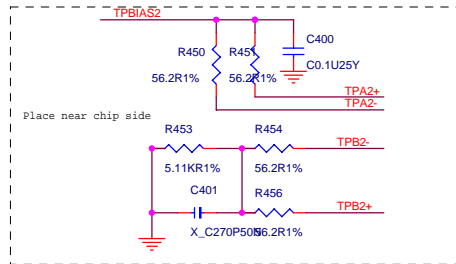 TPBIAS2
R450
R451
C400
56.2R1%
56.2R1%
C0.1U25Y
TPA2+
TPA2-
Place near chip side
R453
R454
TPB2-
5.11KR1%
56.2R1%
C401
R456
TPB2+
X_C270P50N
56.2R1%